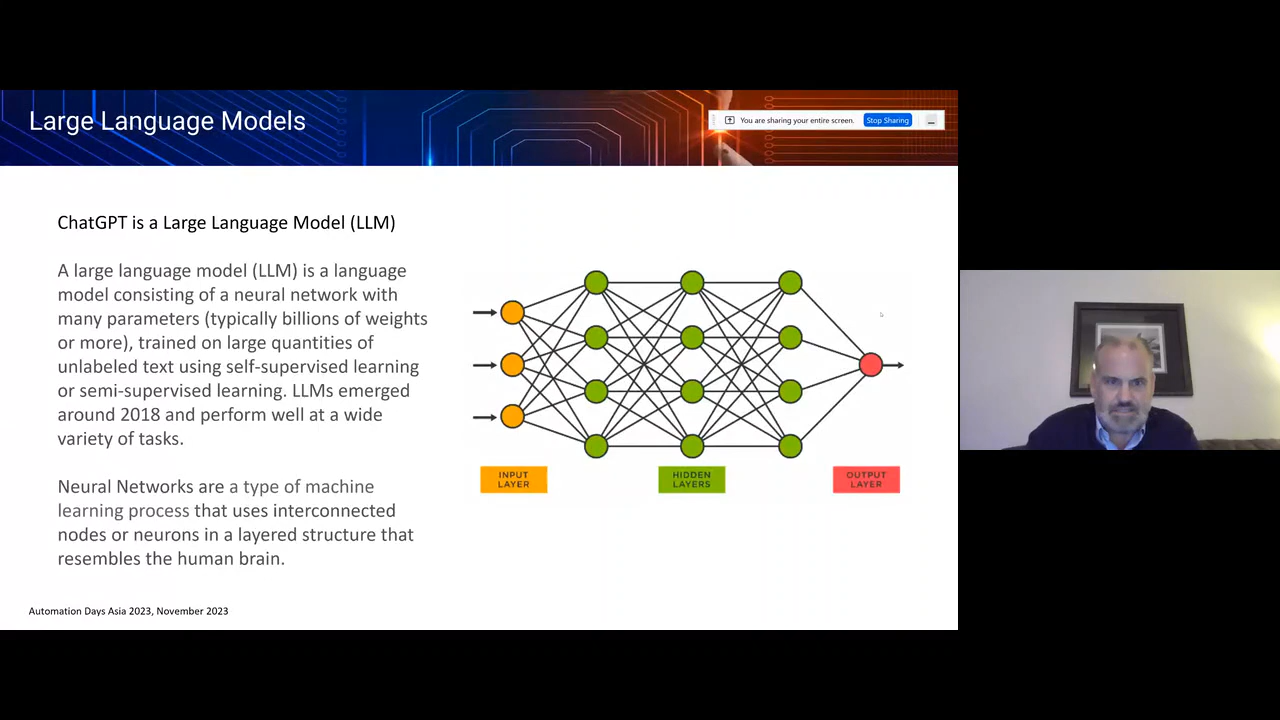 Large Language Models
You are sharing your entire screen.
Stop Sharing
ChatGPT is a Large Language Model (LLM)
A large language model (LLM) is a language
model consisting of a neural network with
many parameters (typically billions of weights
or more), trained on large quantities of
unlabeled text using self-supervised learning
or semi-supervised learning. LLMs emerged
around 2018 and perform well at a wide
variety of tasks.
Neural Networks are a type of machine
learning process that uses interconnected
nodes or neurons in a layered structure that
resembles the human brain.
INPUT
LAYER
HIDDEN
LAYERS
OUTPUT
LAYER
Automation Days Asia 2023, November 2023